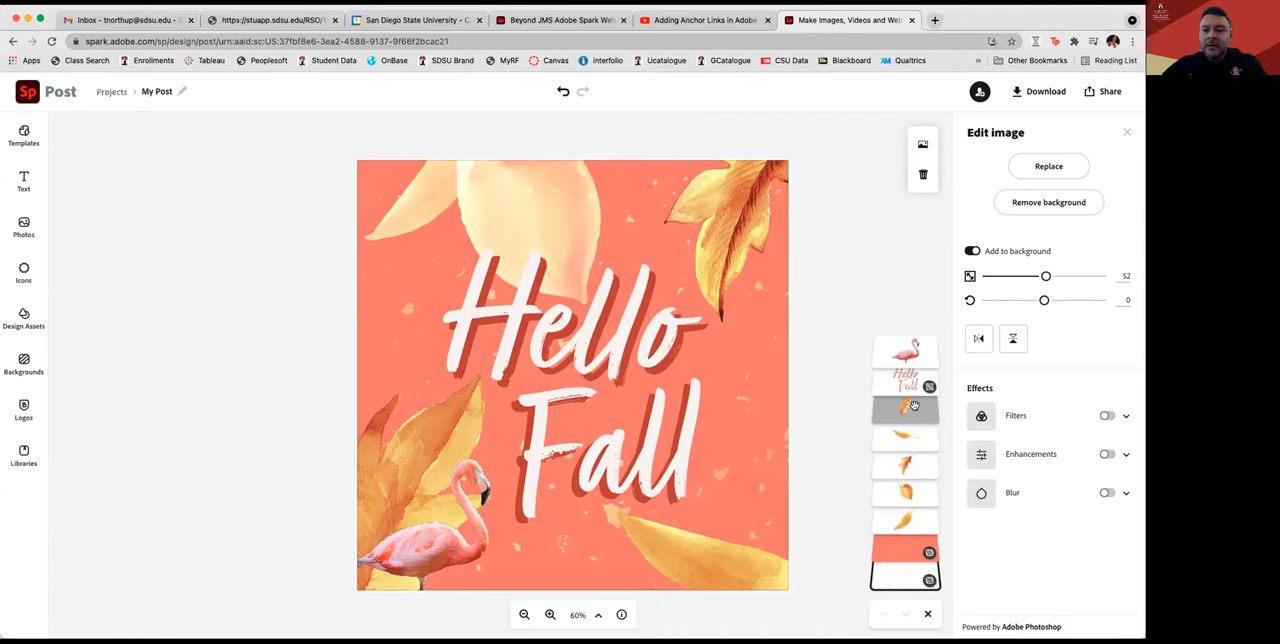 Inbox - tnorthup@sdsu.edu - S
https://stuapp.sdsu.edu/RSO/
San Diego State University - C
Beyond JMS Adobe Spark Web
Adding Anchor Links in Adobe
Make Images, Videos and Web
spark.adobe.com/sp/design/post/urn:aaid:sc:US:37fbf8e6-3ea2-4588-9137-9f66f2bcac21
Apps Class Search Enrollments Tableau Peoplesoft Student Data OnBase SDSU Brand MyRF Canvas interfolio Ucatalogue GCatalogue CSU Data Blackboard Qualtrics » Other Bookmarks Reading List
Sp Post Projects > My Post Download Share
Templates
Text
Photos
Icons
Design Assets
Backgrounds
Logos
Libraries
Hello
Fall
Hello
Fall
60%
Edit image
Replace
Remove background
Add to background
52
0
Effects
Filters
Enhancements
Blur
Powered by Adobe Photoshop